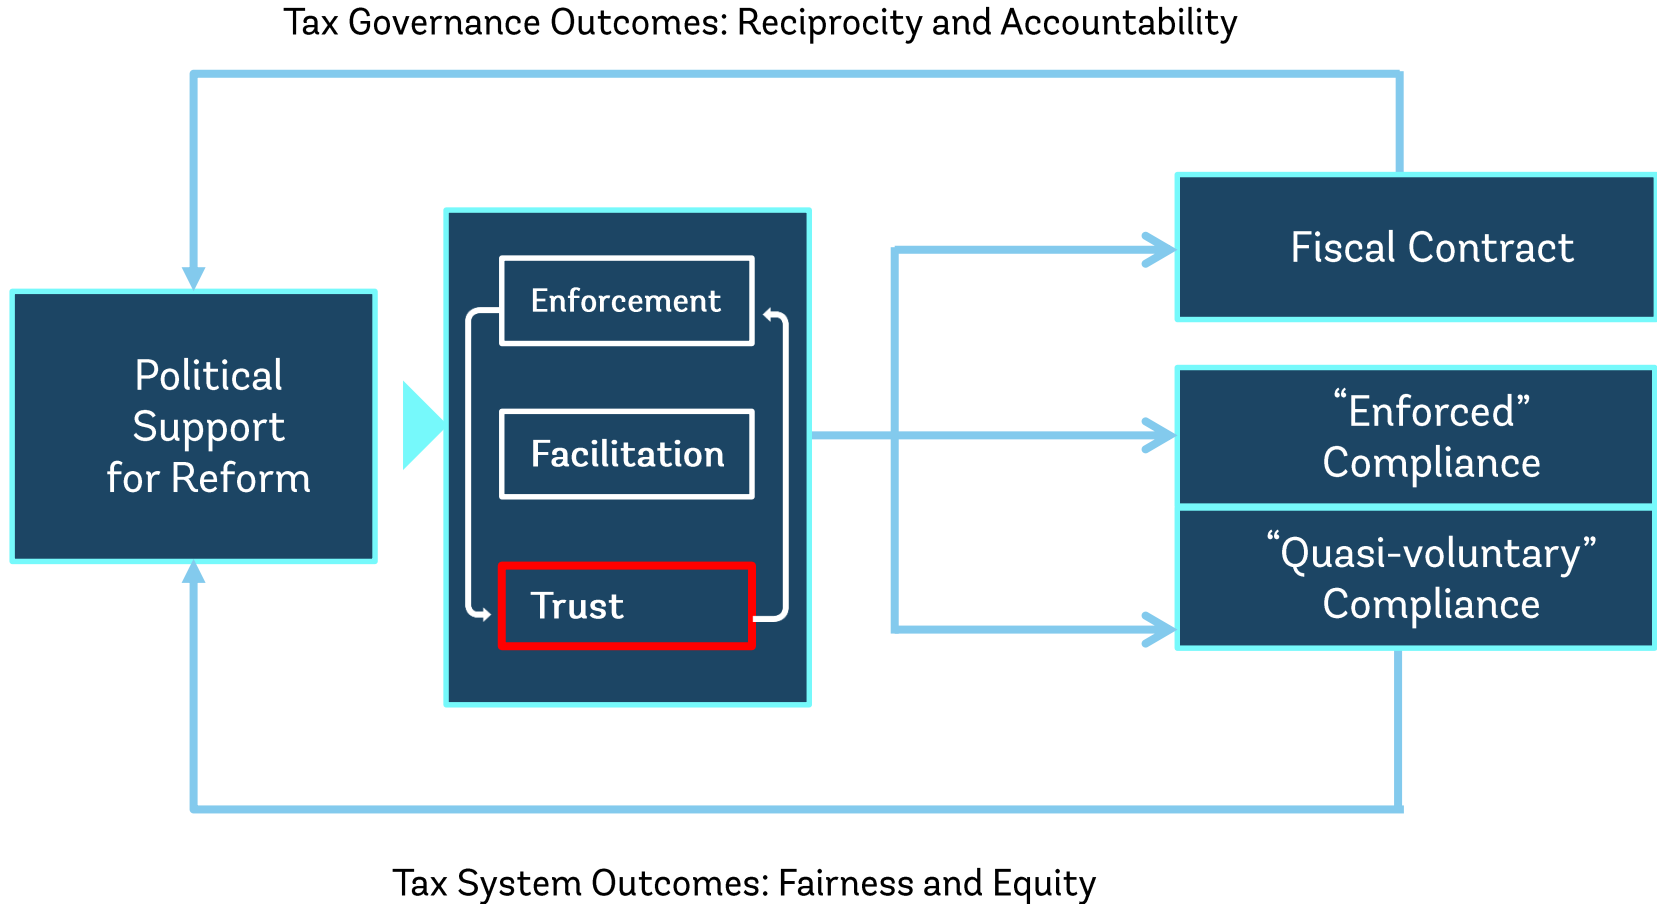 Tax Governance Outcomes: Reciprocity and Accountability
Political
Support
for Reform
Enforcement
Facilitation
Trust
Fiscal Contract
“Enforced”
Compliance
“Quasi-voluntary”
Compliance
Tax System Outcomes: Fairness and Equity